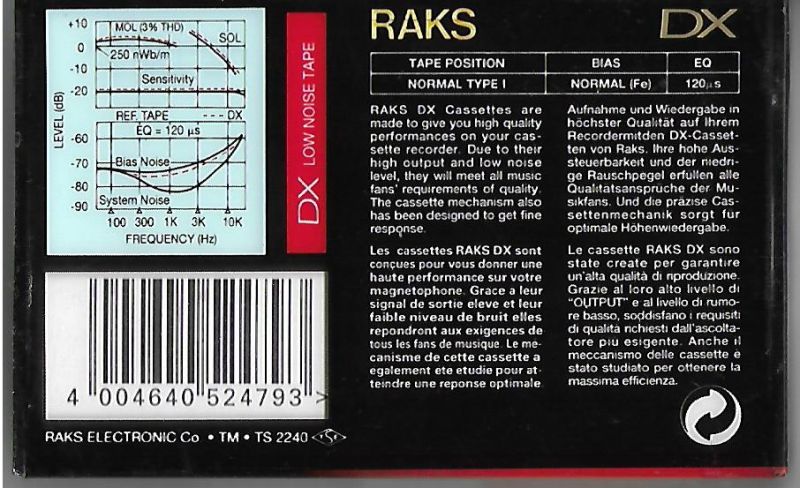 +10
0
-10
-20
-60
-70
-80
-90
LEVEL (dB)
MOL (3% THD)
SOL
250 nWb/m
Sensitivity
REF. TAPE ---- DX
EQ = 120 µs
Bias Noise
System Noise
100 300 1K 3K 10K
FREQUENCY (Hz)
DX LOW NOISE TAPE
RAKS DX
TAPE POSITION BIAS EQ
NORMAL TYPE I NORMAL (Fe) 120µs
RAKS DX Cassettes are
made to give you high quality
performances on your cas-
sette recorder. Due to their
high output and low noise
level, they will meet all music
fans' requirements of quality.
The cassette mechanism also
has been designed to get fine
response.
Aufnahme und Wiedergabe in
höchster Qualität auf Ihrem
Recordermitden DX-Casset-
ten von Raks. Ihre hohe Aus-
steuerbarkeit und der niedri-
ge Rauschpegel erfullen alle
Qualitatsansprüche der Mu-
sikfans. Und die präzise Cas-
settenmechanik sorgt für
optimale Höhenwiedergabe.
Les cassettes RAKS DX sont
conçues pour vous donner une
haute performance sur votre
magnetophone. Grace a leur
signal de sortie eleve et leur
faible niveau de bruit elles
repondront aux exigences de
tous les fans de musique. Le me-
canisme de cette cassette a
egalement ete etudie pour at-
teindre une reponse optimale.
Le cassette RAKS DX sono
state create per garantire
un'alta qualità di riproduzione.
Grazie al loro alto livello di
"OUTPUT" e al livello di rumo-
re basso, soddisfano i requisiti
di qualità richiesti dall'ascolta-
tore piu esigente. Anche il
meccanismo delle cassette è
stato studiato per ottenere la
massima efficienza.
4 004640 524793 >
RAKS ELECTRONIC Co • TM • TS 2240 TSE